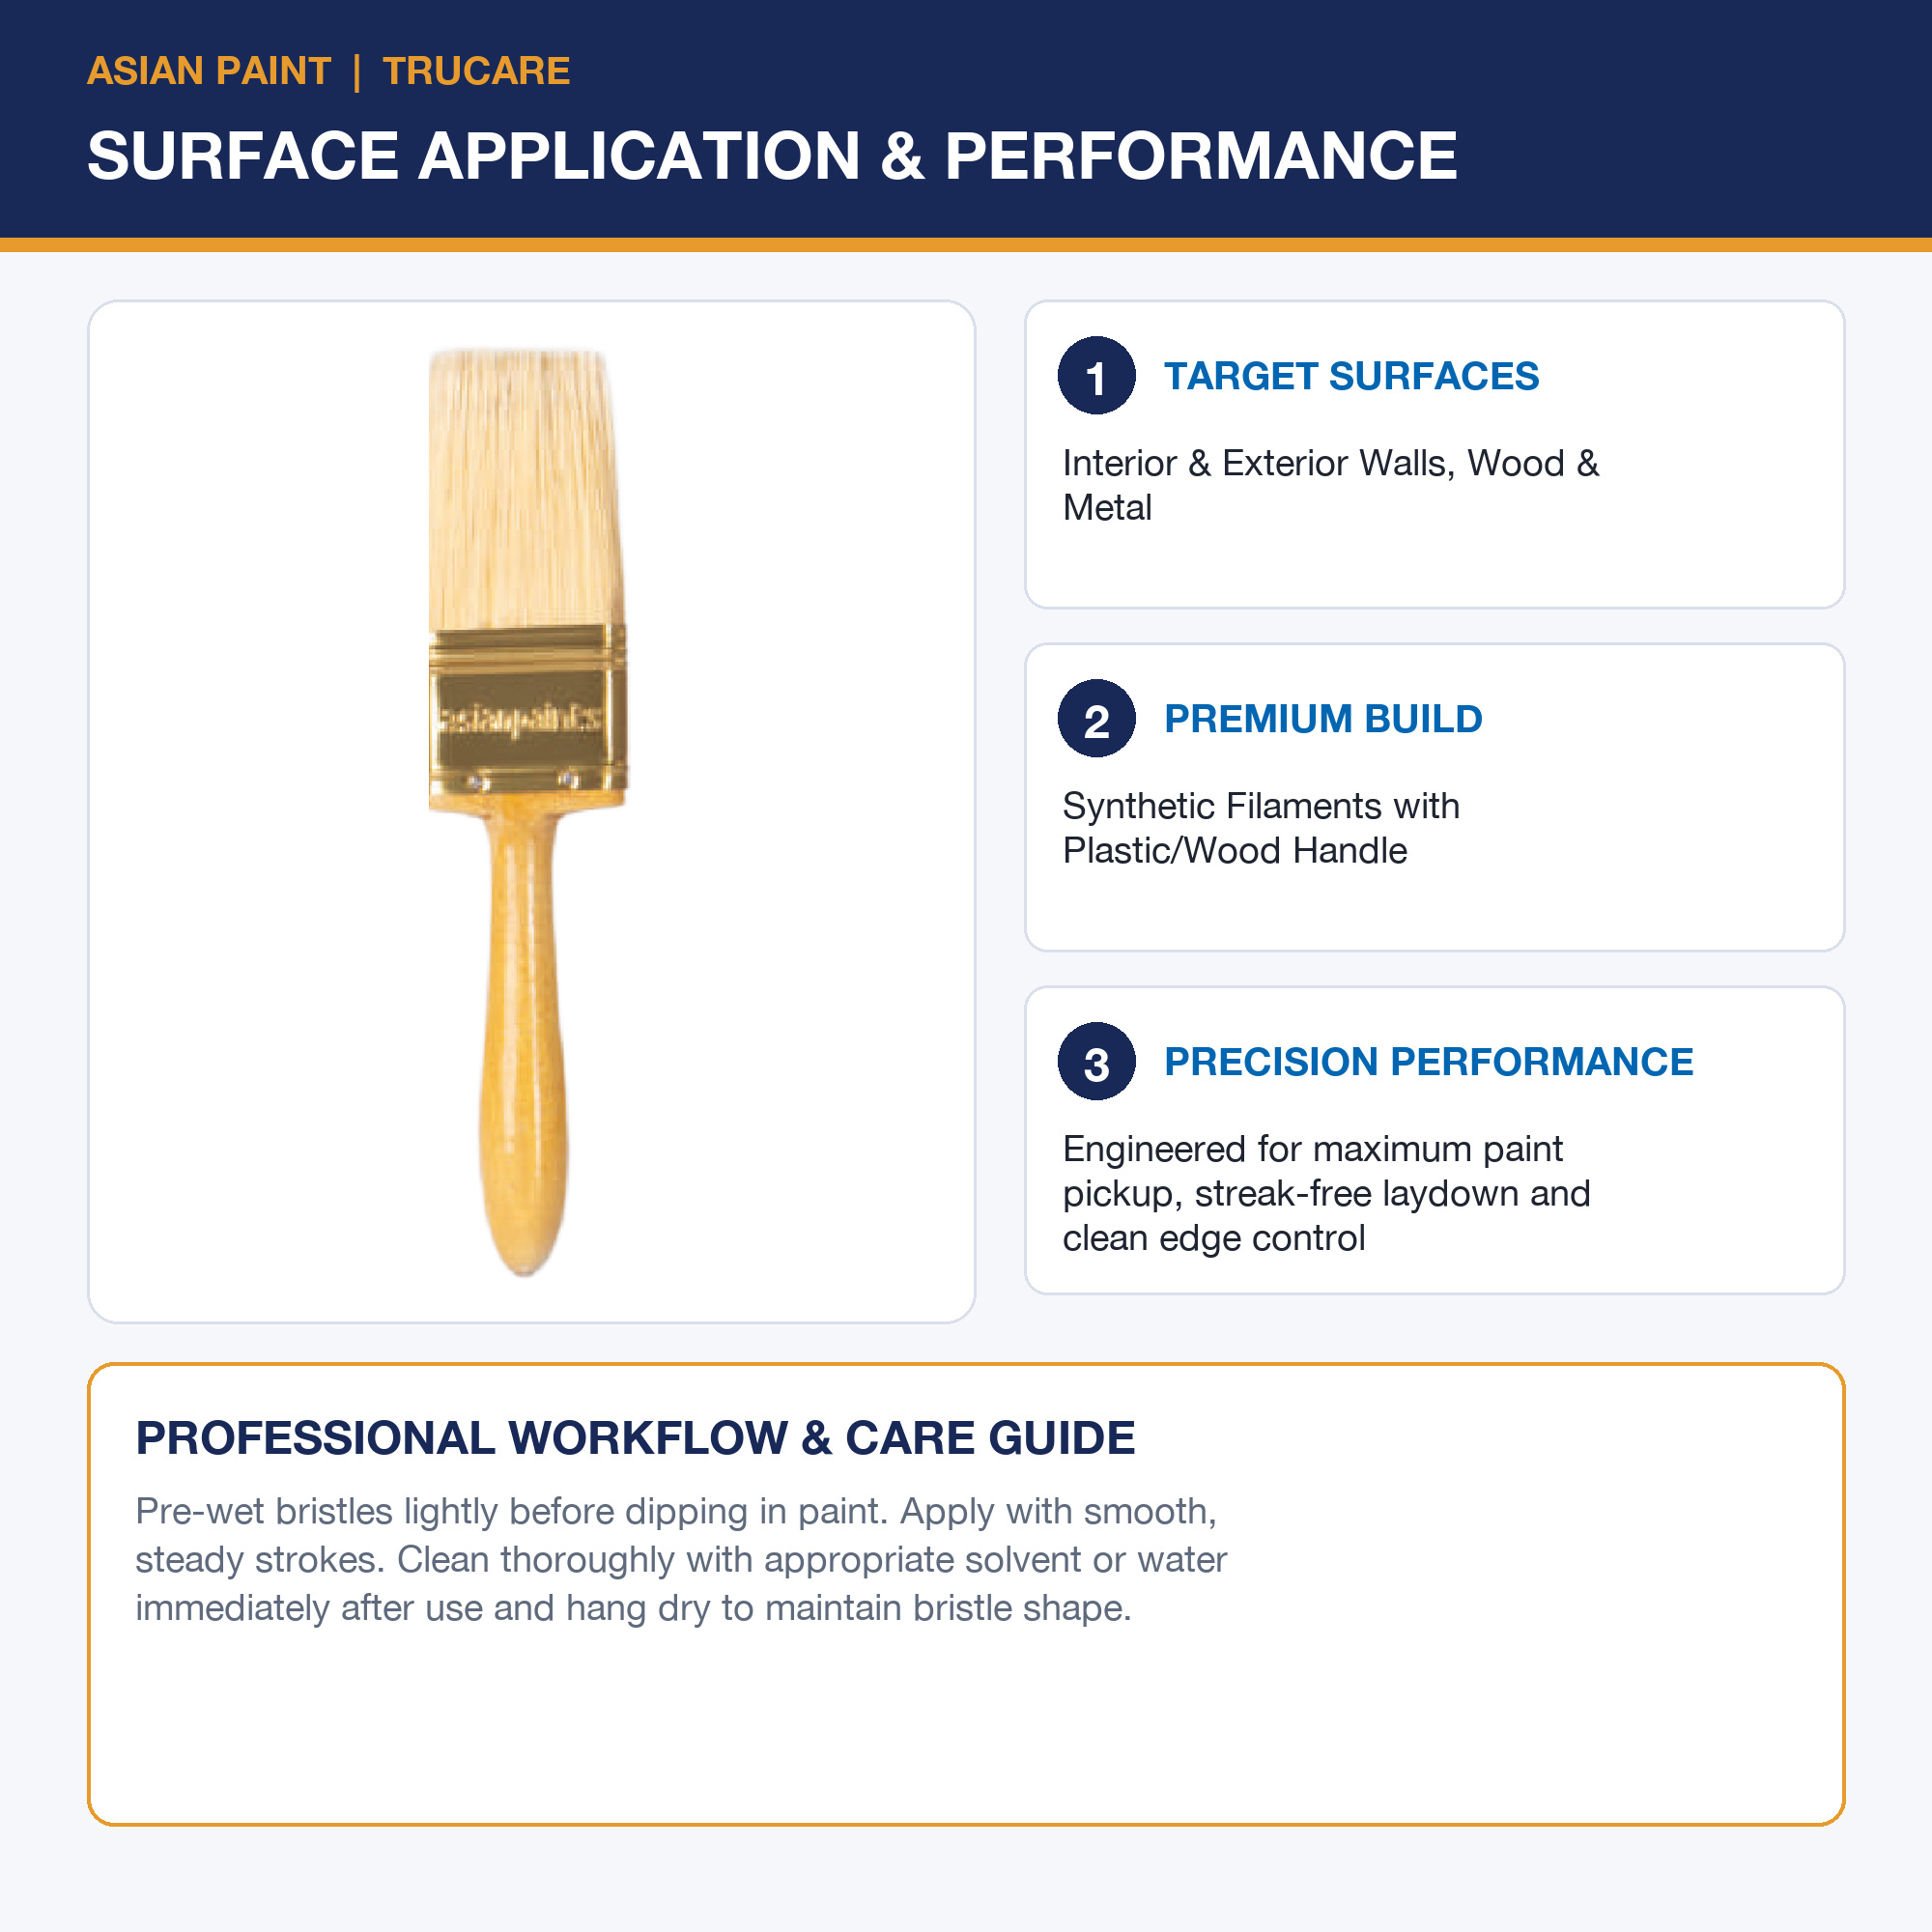 ASIAN PAINT | TRUCARE
SURFACE APPLICATION & PERFORMANCE
asianpaints
1 TARGET SURFACES
Interior & Exterior Walls, Wood &
Metal
2 PREMIUM BUILD
Synthetic Filaments with
Plastic/Wood Handle
3 PRECISION PERFORMANCE
Engineered for maximum paint
pickup, streak-free laydown and
clean edge control
PROFESSIONAL WORKFLOW & CARE GUIDE
Pre-wet bristles lightly before dipping in paint. Apply with smooth,
steady strokes. Clean thoroughly with appropriate solvent or water
immediately after use and hang dry to maintain bristle shape.